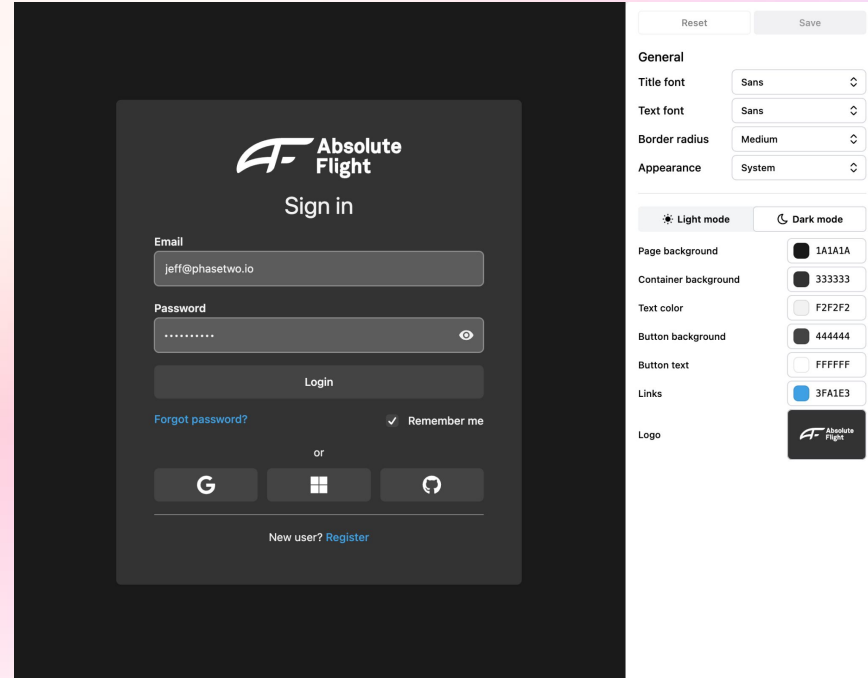 Absolute
Flight
Sign in
Email
jeff@phasetwo.io
Password
Login
Forgot password?
Remember me
or
New user? Register
Reset
Save
General
Title font
Sans
Text font
Sans
Border radius
Medium
Appearance
System
Light mode
Dark mode
Page background
1A1A1A
Container background
333333
Text color
F2F2F2
Button background
444444
Button text
FFFFFF
Links
3FA1E3
Logo
Absolute
Flight